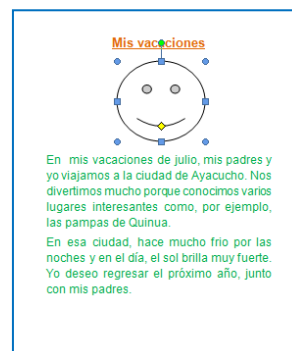 Mis vacaciones
En mis vacaciones de julio, mis padres y
yo viajamos a la ciudad de Ayacucho. Nos
divertimos mucho porque conocimos varios
lugares interesantes como, por ejemplo,
las pampas de Quinua.
En esa ciudad, hace mucho frio por las
noches y en el día, el sol brilla muy fuerte.
Yo deseo regresar el próximo año, junto
con mis padres.